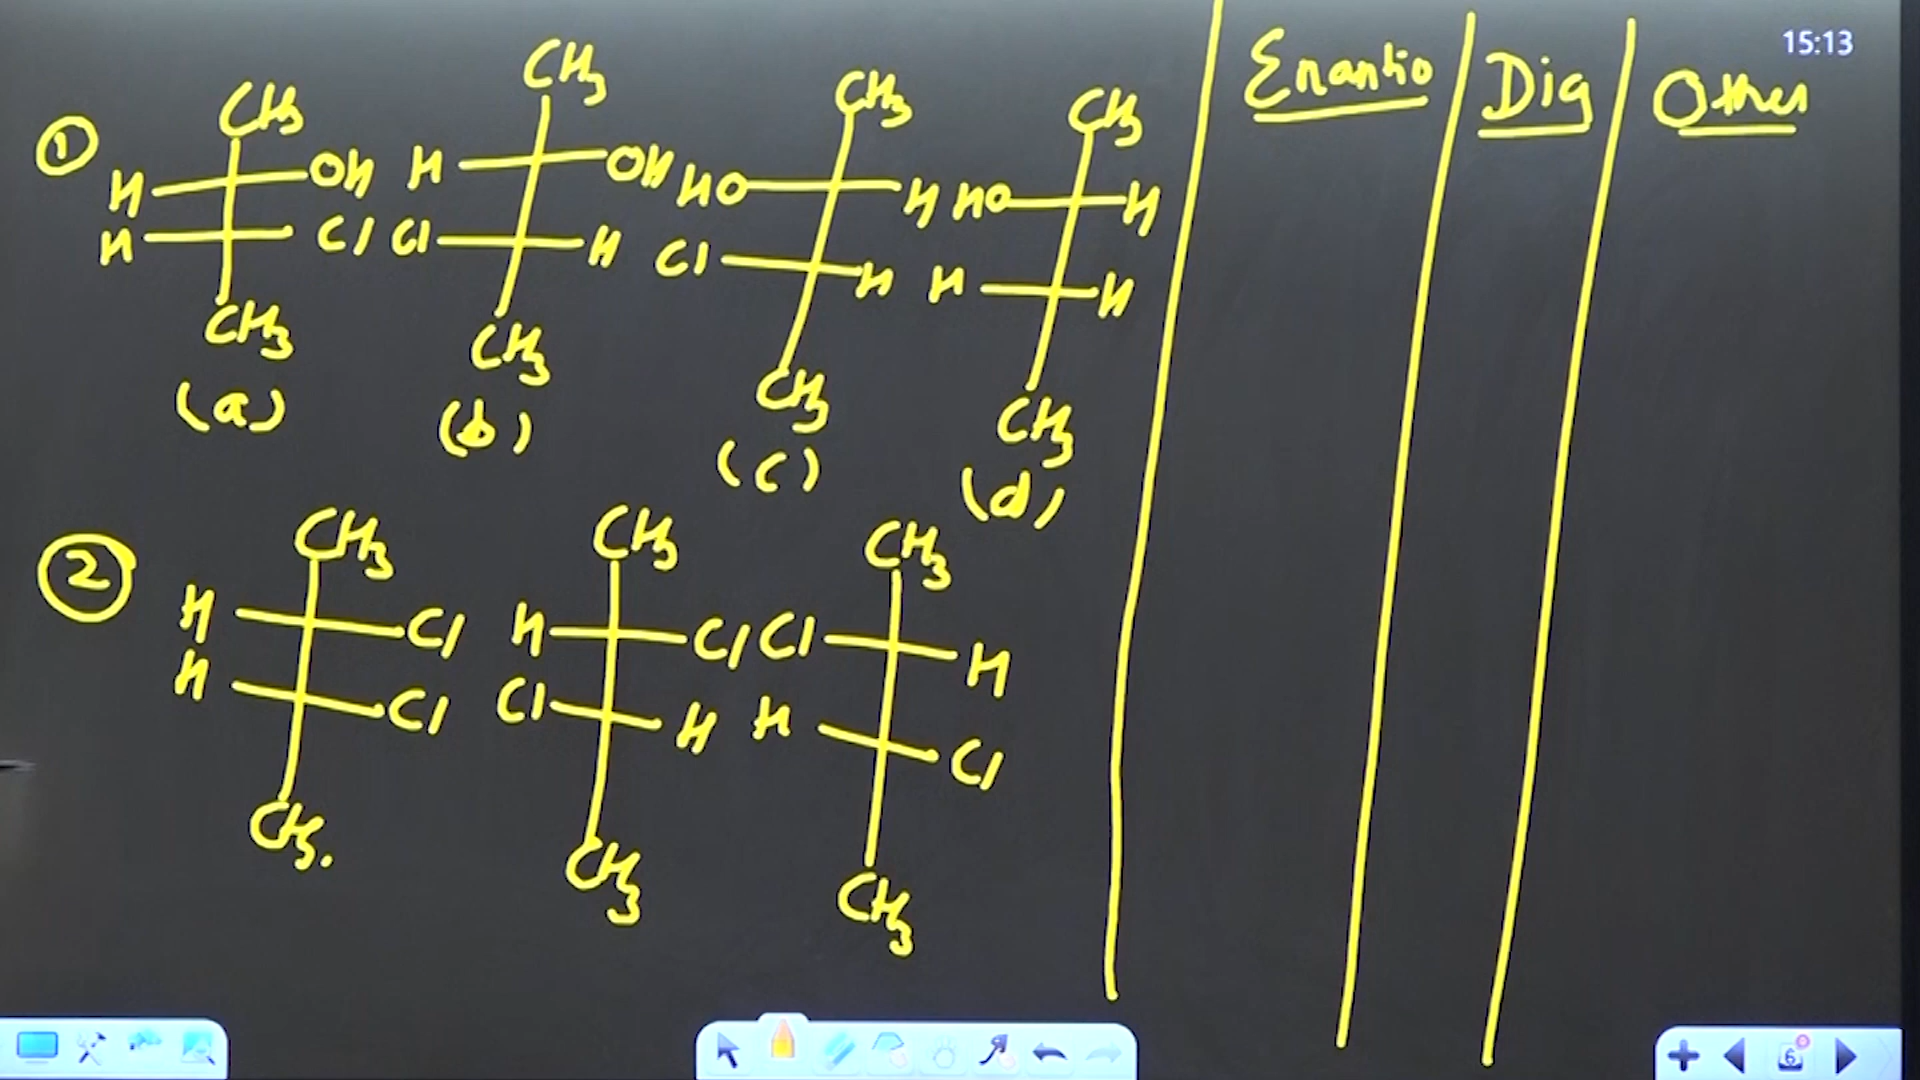 15:13
Enantio Dia Other
① CH3 CH3 CH3 CH3
H OH H OH HO H HO H
H Cl Cl H Cl H H H
CH3 CH3 CH3 CH3
(a) (b) (c) (d)
② CH3 CH3 CH3
H Cl H Cl Cl H
H Cl Cl H H Cl
CH3. CH3 CH3
6